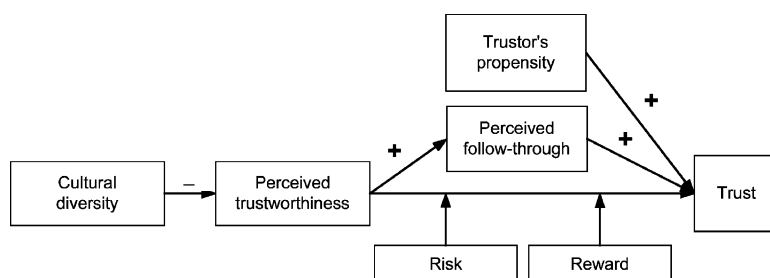 Trustor's
propensity
+
+
Perceived
follow-through
+
Cultural
diversity
–
Perceived
trustworthiness
Trust
Risk
Reward